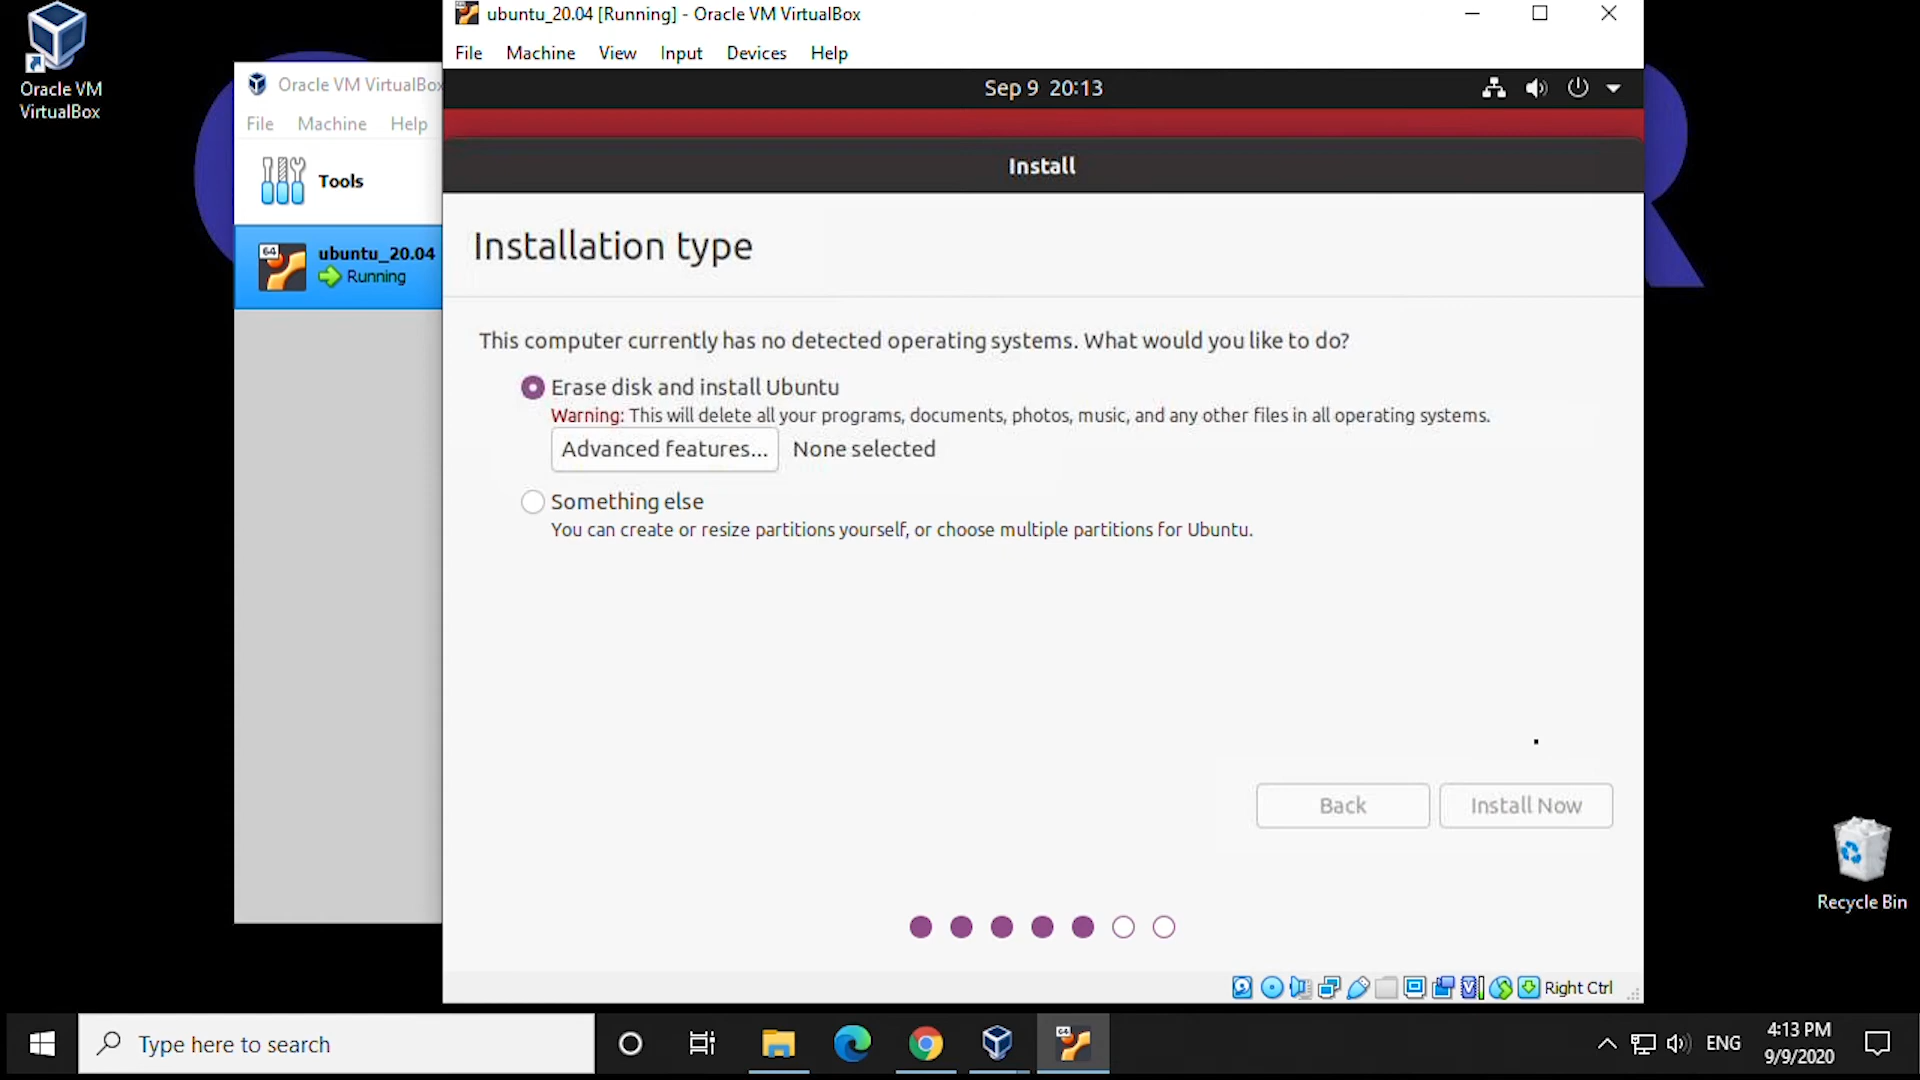 Oracle VM
VirtualBox
ubuntu_20.04 [Running] - Oracle VM VirtualBox
File Machine View Input Devices Help
Oracle VM VirtualBox
File Machine Help
Tools
64
ubuntu_20.04
Running
Sep 9 20:13
Install
Installation type
This computer currently has no detected operating systems. What would you like to do?
Erase disk and install Ubuntu
Warning: This will delete all your programs, documents, photos, music, and any other files in all operating systems.
Advanced features... None selected
Something else
You can create or resize partitions yourself, or choose multiple partitions for Ubuntu.
Back Install Now
Right Ctrl
Recycle Bin
Type here to search
64
ENG
4:13 PM
9/9/2020